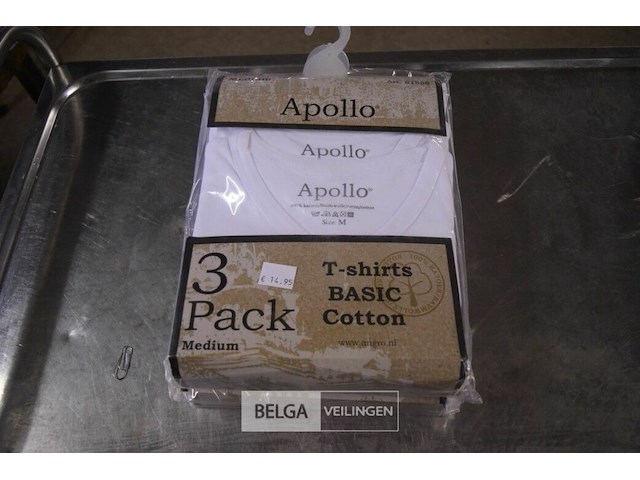 Apollo®
Apollo®
Apollo®
Size: M
3
Pack
Medium
€ 14,95
T-shirts
BASIC
Cotton
BELGA VEILINGEN